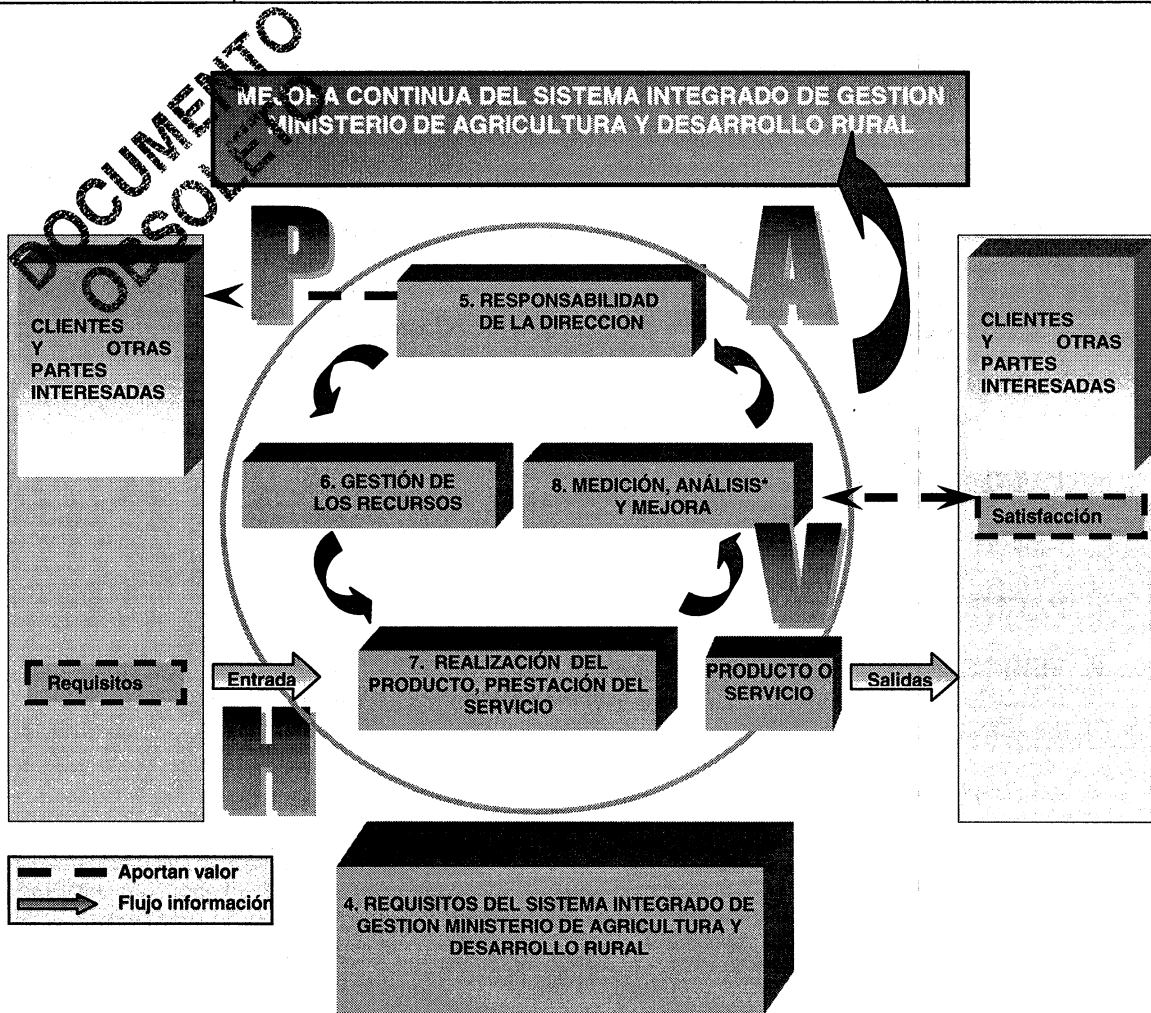 DOCUMENTO
OBSOLETO
MEJORA CONTINUA DEL SISTEMA INTEGRADO DE GESTION
MINISTERIO DE AGRICULTURA Y DESARROLLO RURAL
P
A
5. RESPONSABILIDAD
DE LA DIRECCION
CLIENTES
Y OTRAS
PARTES
INTERESADAS
CLIENTES
Y OTRAS
PARTES
INTERESADAS
6. GESTIÓN DE
LOS RECURSOS
8. MEDICIÓN, ANÁLISIS*
Y MEJORA
Satisfacción
V
Requisitos
Entrada
7. REALIZACIÓN DEL
PRODUCTO, PRESTACIÓN DEL
SERVICIO
PRODUCTO O
SERVICIO
Salidas
H
Aportan valor
Flujo información
4. REQUISITOS DEL SISTEMA INTEGRADO DE
GESTION MINISTERIO DE AGRICULTURA Y
DESARROLLO RURAL